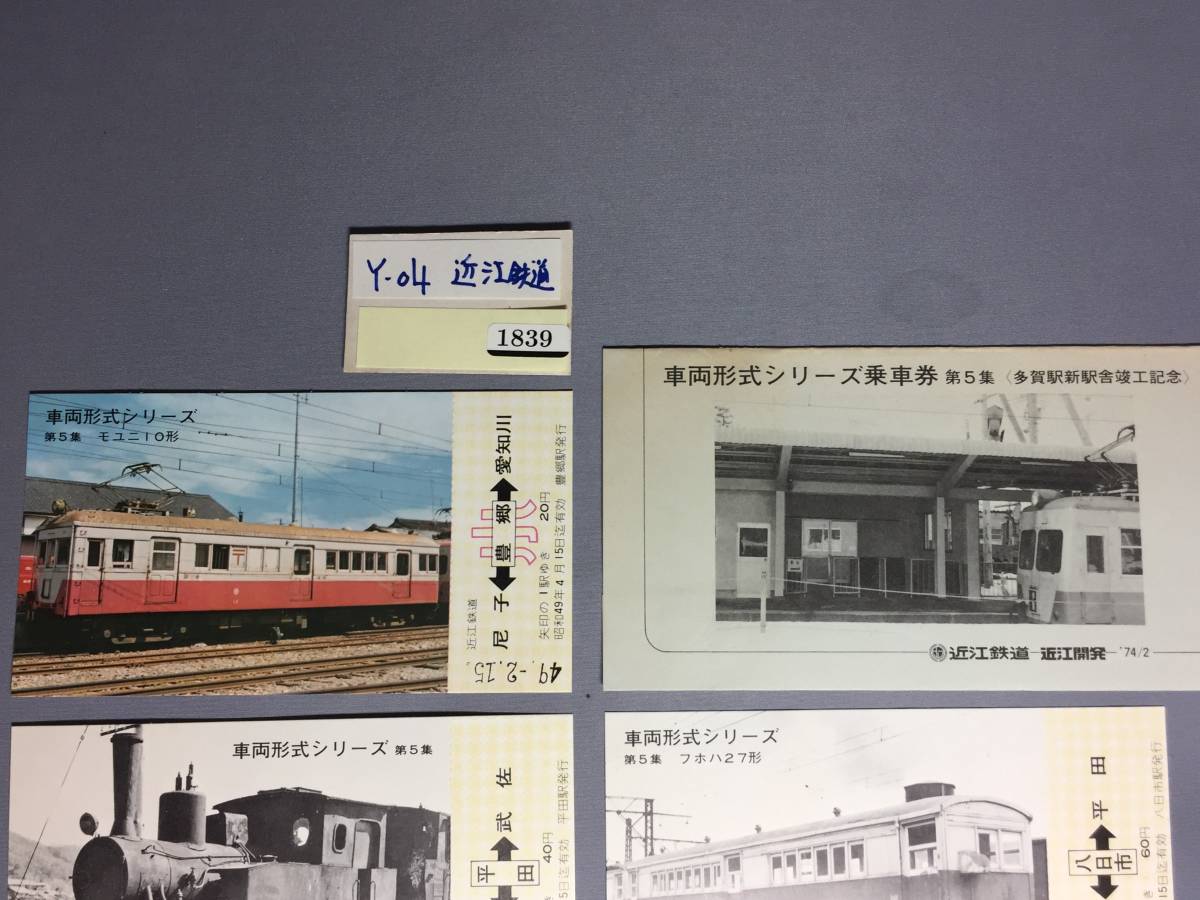 Y-04 近江鉄道
1839
車両形式シリーズ
第5集 モユニ10形
愛知川
豊郷
尼子
小
近江鉄道
矢印の1駅ゆき 20円
昭和49年4月15日迄有効 豊郷駅発行
49.-2.15.
車両形式シリーズ乗車券 第5集 〈多賀駅新駅舎竣工記念〉
近江鉄道 近江開発 '74/2
車両形式シリーズ 第5集
武佐
平田
40円
5日迄有効 平田駅発行
車両形式シリーズ
第5集 フホハ27形
平田
八日市
き 60円
15日迄有効 八日市駅発行